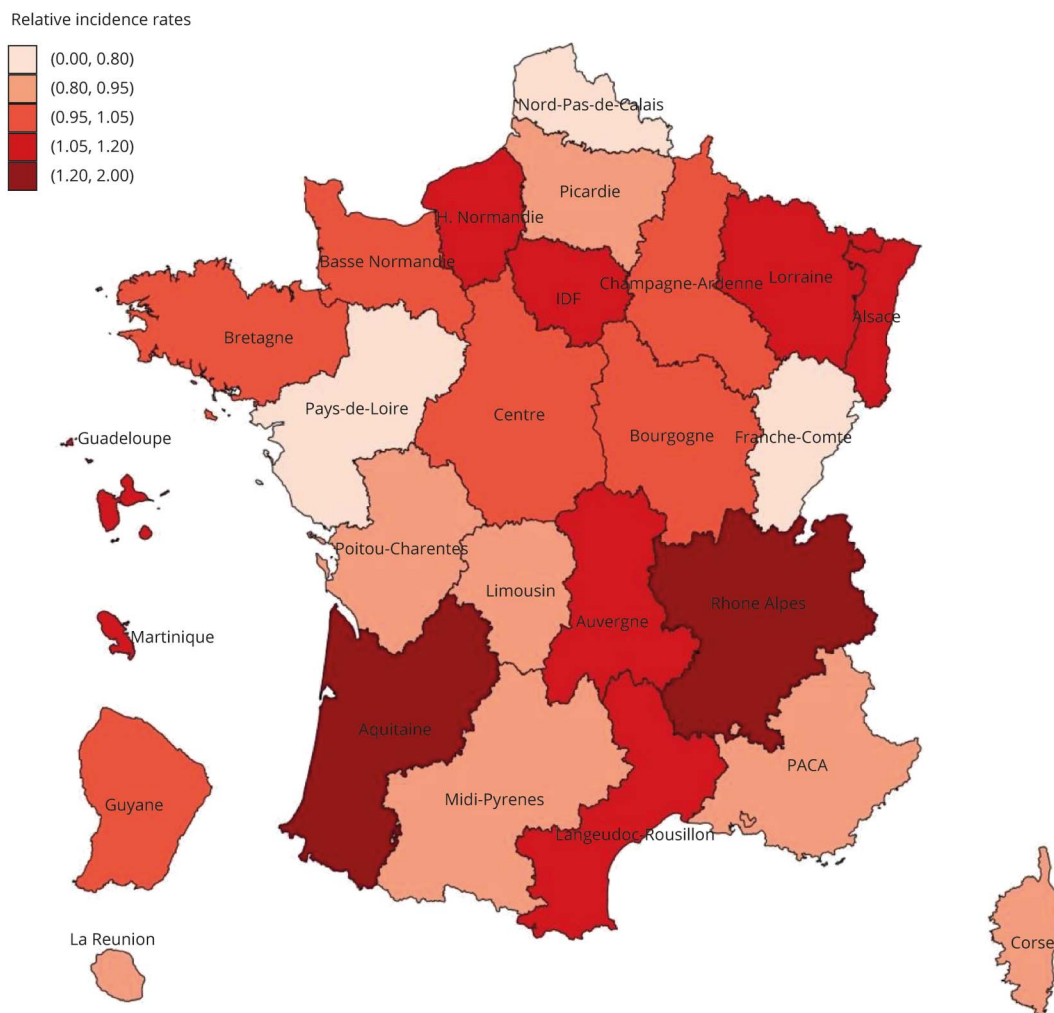 Relative incidence rates
(0.00, 0.80)
(0.80, 0.95)
(0.95, 1.05)
(1.05, 1.20)
(1.20, 2.00)
Nord-Pas-de-Calais
Picardie
H. Normandie
Basse Normandie
Champagne-Ardenne
Lorraine
IDF
Alsace
Bretagne
Pays-de-Loire
Centre
Bourgogne
Franche-Comte
Guadeloupe
Poitou-Charentes
Limousin
Rhone Alpes
Auvergne
Martinique
Aquitaine
PACA
Midi-Pyrenes
Guyane
Langeudoc-Rousillon
La Reunion
Corse